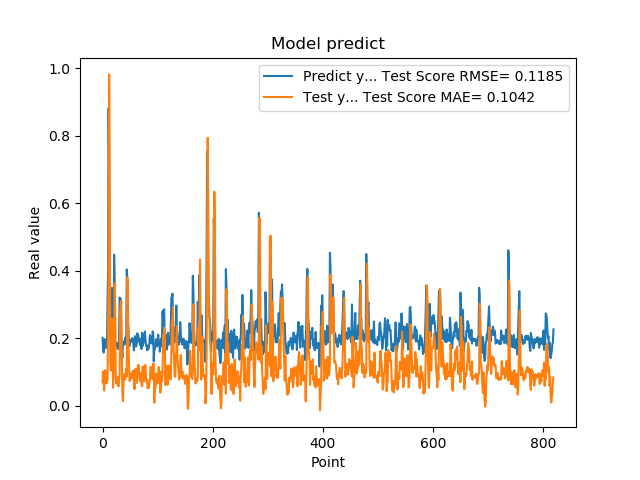 Model predict
Predict y... Test Score RMSE= 0.1185
Test y... Test Score MAE= 0.1042
Real value
1.0
0.8
0.6
0.4
0.2
0.0
0 200 400 600 800
Point